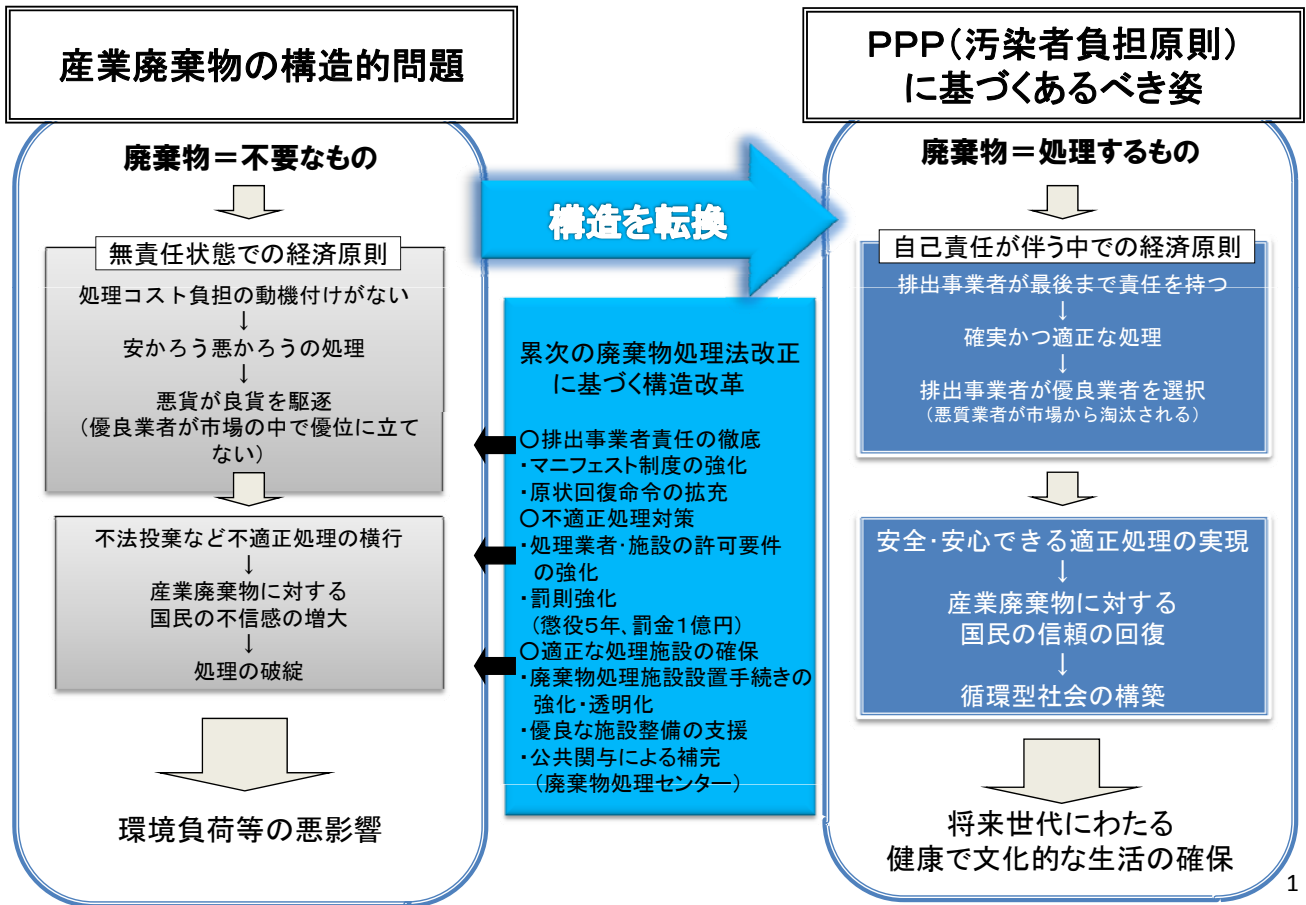 産業廃棄物の構造的問題
廃棄物＝不要なもの
無責任状態での経済原則
処理コスト負担の動機付けがない
↓
安かろう悪かろうの処理
↓
悪貨が良貨を駆逐
（優良業者が市場の中で優位に立て
ない）
不法投棄など不適正処理の横行
↓
産業廃棄物に対する
国民の不信感の増大
↓
処理の破綻
環境負荷等の悪影響
構造を転換
累次の廃棄物処理法改正
に基づく構造改革
○排出事業者責任の徹底
・マニフェスト制度の強化
・原状回復命令の拡充
○不適正処理対策
・処理業者・施設の許可要件
の強化
・罰則強化
（懲役5年、罰金1億円）
○適正な処理施設の確保
・廃棄物処理施設設置手続きの
強化・透明化
・優良な施設整備の支援
・公共関与による補完
（廃棄物処理センター）
PPP（汚染者負担原則）
に基づくあるべき姿
廃棄物＝処理するもの
自己責任が伴う中での経済原則
排出事業者が最後まで責任を持つ
↓
確実かつ適正な処理
↓
排出事業者が優良業者を選択
（悪質業者が市場から淘汰される）
安全・安心できる適正処理の実現
↓
産業廃棄物に対する
国民の信頼の回復
↓
循環型社会の構築
将来世代にわたる
健康で文化的な生活の確保
1